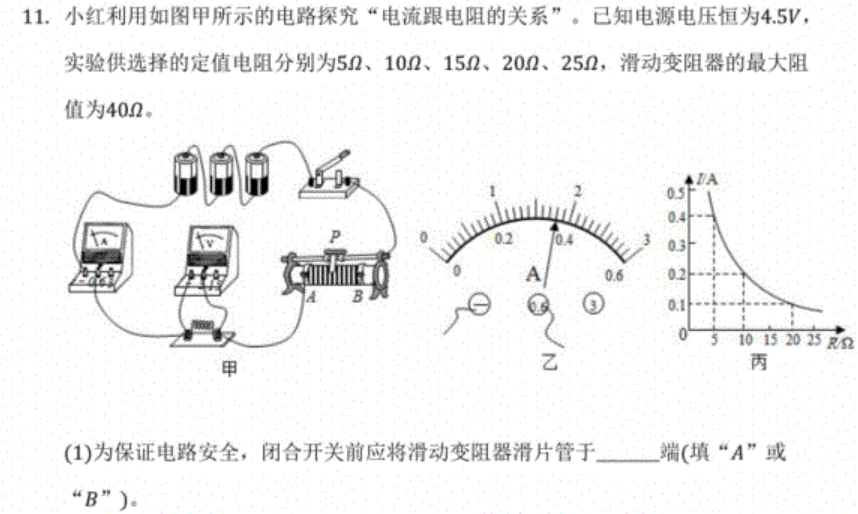 11. 小红利用如图甲所示的电路探究“电流跟电阻的关系”。已知电源电压恒为4.5V，
实验供选择的定值电阻分别为5Ω、10Ω、15Ω、20Ω、25Ω，滑动变阻器的最大阻
值为40Ω。
A
V
P
A
B
甲
0 1 2 3
0 0.2 0.4 0.6
A
− 0.6 3
乙
I/A
0.5
0.4
0.3
0.2
0.1
0 5 10 15 20 25 R/Ω
丙
(1)为保证电路安全，闭合开关前应将滑动变阻器滑片管于______端(填“A”或
“B”)。